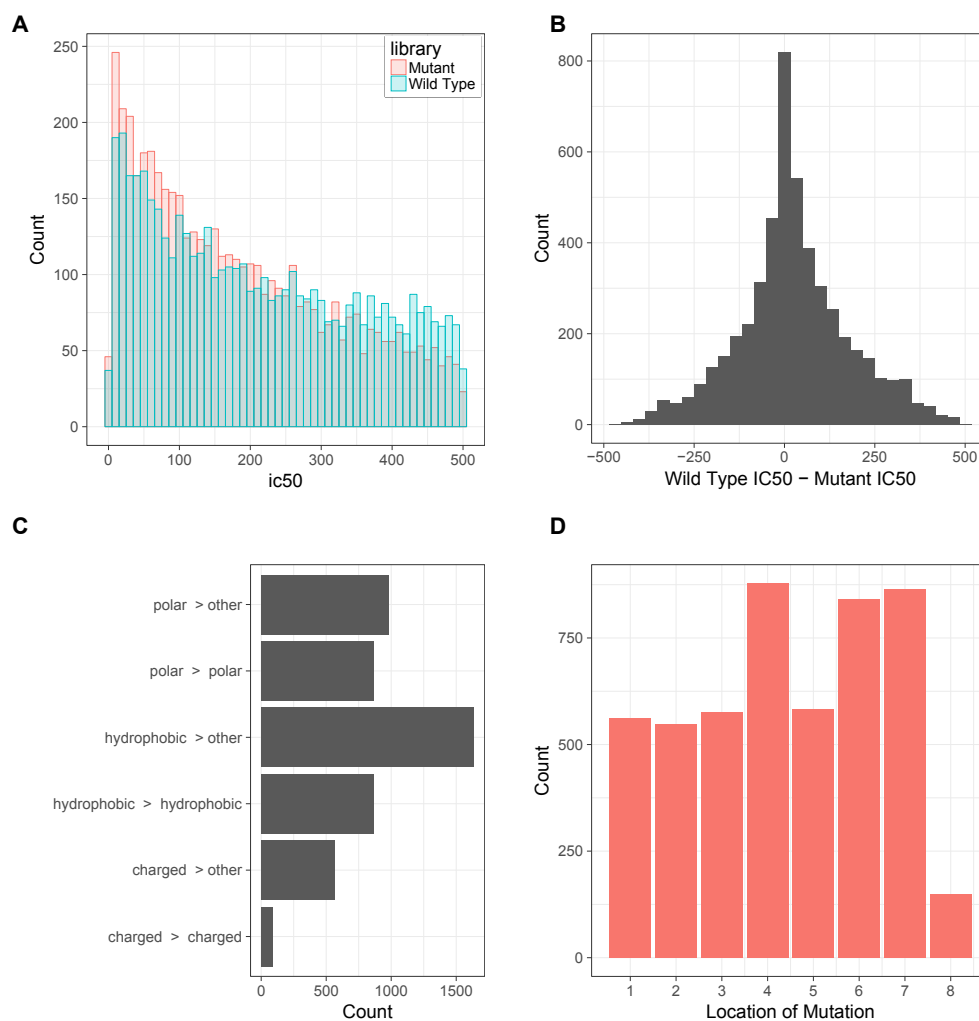 A
library
Mutant
Wild Type
250
200
150
100
50
0
Count
0 100 200 300 400 500
ic50
B
800
600
400
200
0
Count
−500 −250 0 250 500
Wild Type IC50 − Mutant IC50
C
polar > other
polar > polar
hydrophobic > other
hydrophobic > hydrophobic
charged > other
charged > charged
0 500 1000 1500
Count
D
750
500
250
0
Count
1 2 3 4 5 6 7 8
Location of Mutation